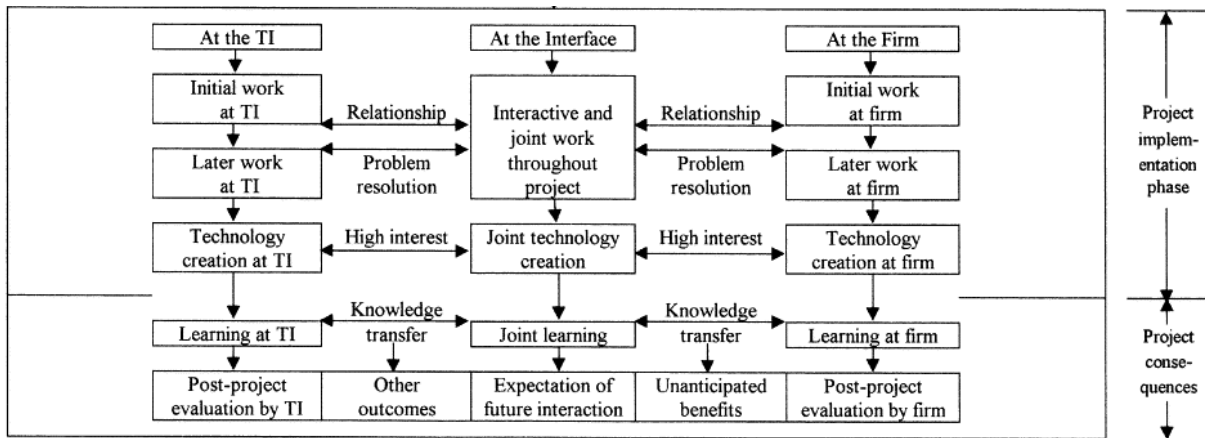 At the TI
At the Interface
At the Firm
Initial work
at TI
Relationship
Interactive and
joint work
throughout
project
Relationship
Initial work
at firm
Later work
at TI
Problem
resolution
Problem
resolution
Later work
at firm
Technology
creation at TI
High interest
Joint technology
creation
High interest
Technology
creation at firm
Project
implem-
entation
phase
Learning at TI
Knowledge
transfer
Joint learning
Knowledge
transfer
Learning at firm
Post-project
evaluation by TI
Other
outcomes
Expectation of
future interaction
Unanticipated
benefits
Post-project
evaluation by firm
Project
conse-
quences